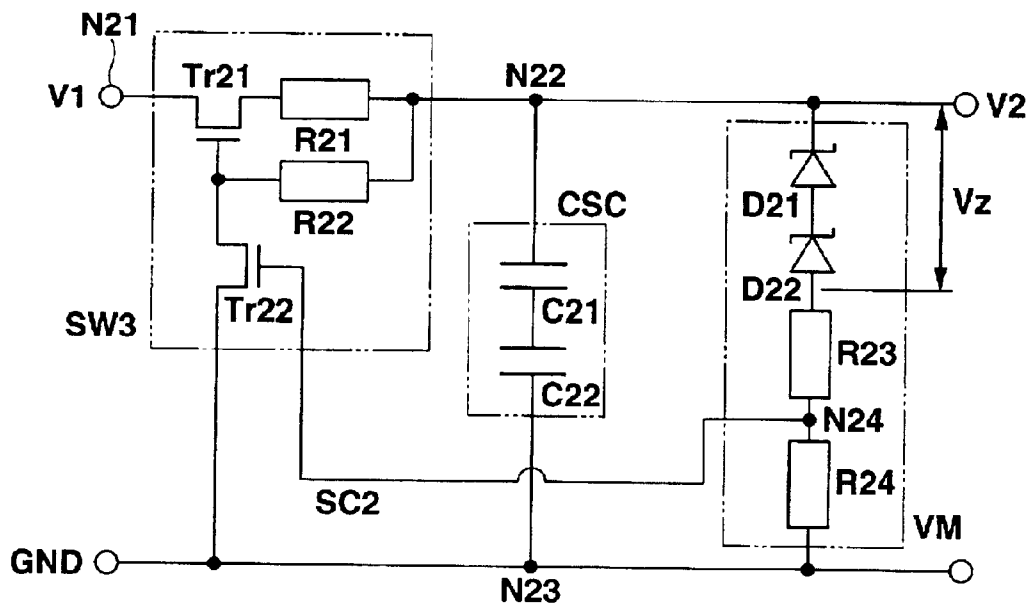 N21
Tr21
V1
N22
V2
R21
R22
CSC
D21
Vz
D22
C21
Tr22
SW3
R23
C22
N24
R24
SC2
VM
GND
N23